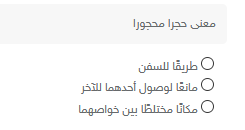 معنى حجرا محجورا
طريقًا للسفن
مانعًا لوصول أحدهما للآخر
مكانًا مختلطًا بين خواصهما